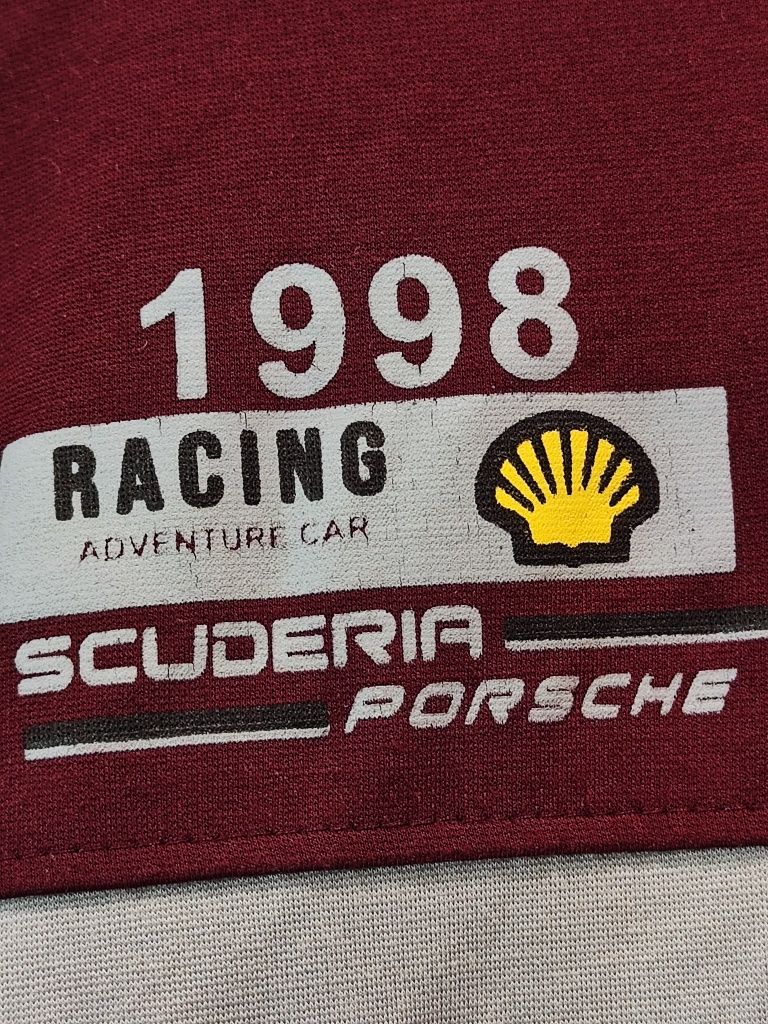 1998
RACING
ADVENTURE CAR
SCUDERIA
PORSCHE